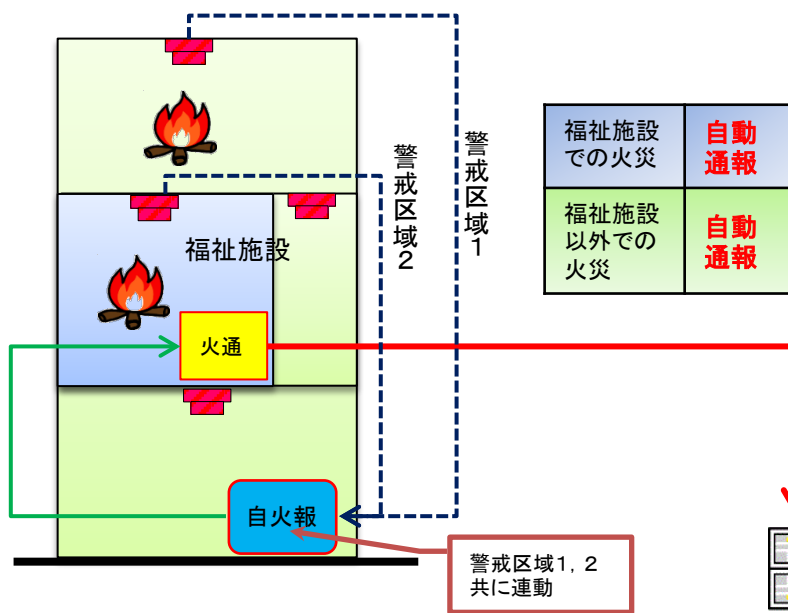 警戒区域1
警戒区域2
福祉施設
での火災
自動
通報
福祉施設
以外での
火災
自動
通報
福祉施設
火通
自火報
警戒区域1，2
共に連動